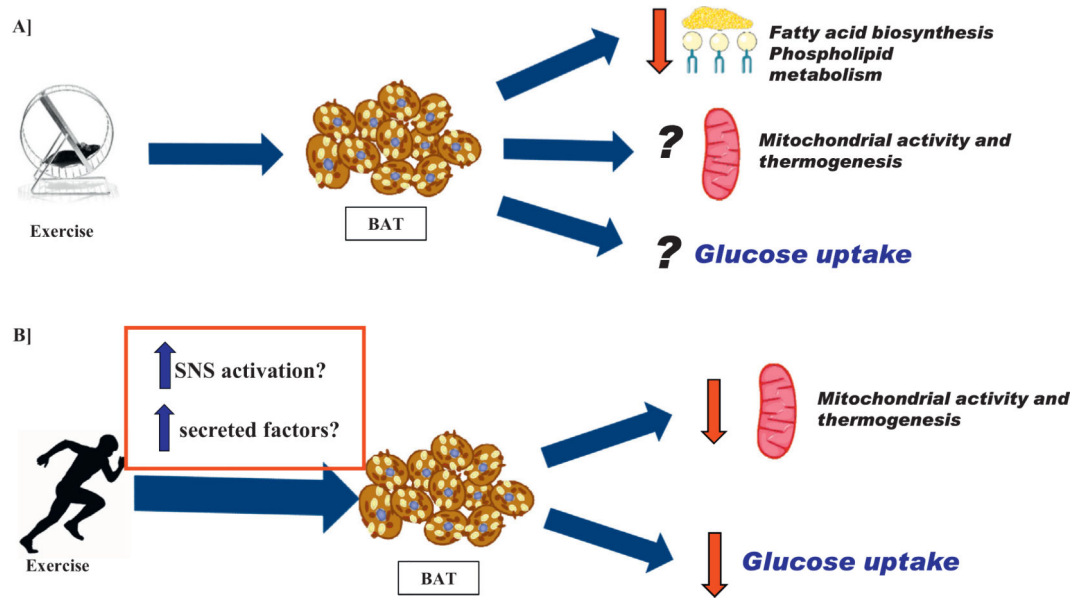 A]
Fatty acid biosynthesis
Phospholipid
metabolism
?
Mitochondrial activity and
thermogenesis
Exercise
BAT
? Glucose uptake
B]
SNS activation?
secreted factors?
Mitochondrial activity and
thermogenesis
Exercise
BAT
Glucose uptake